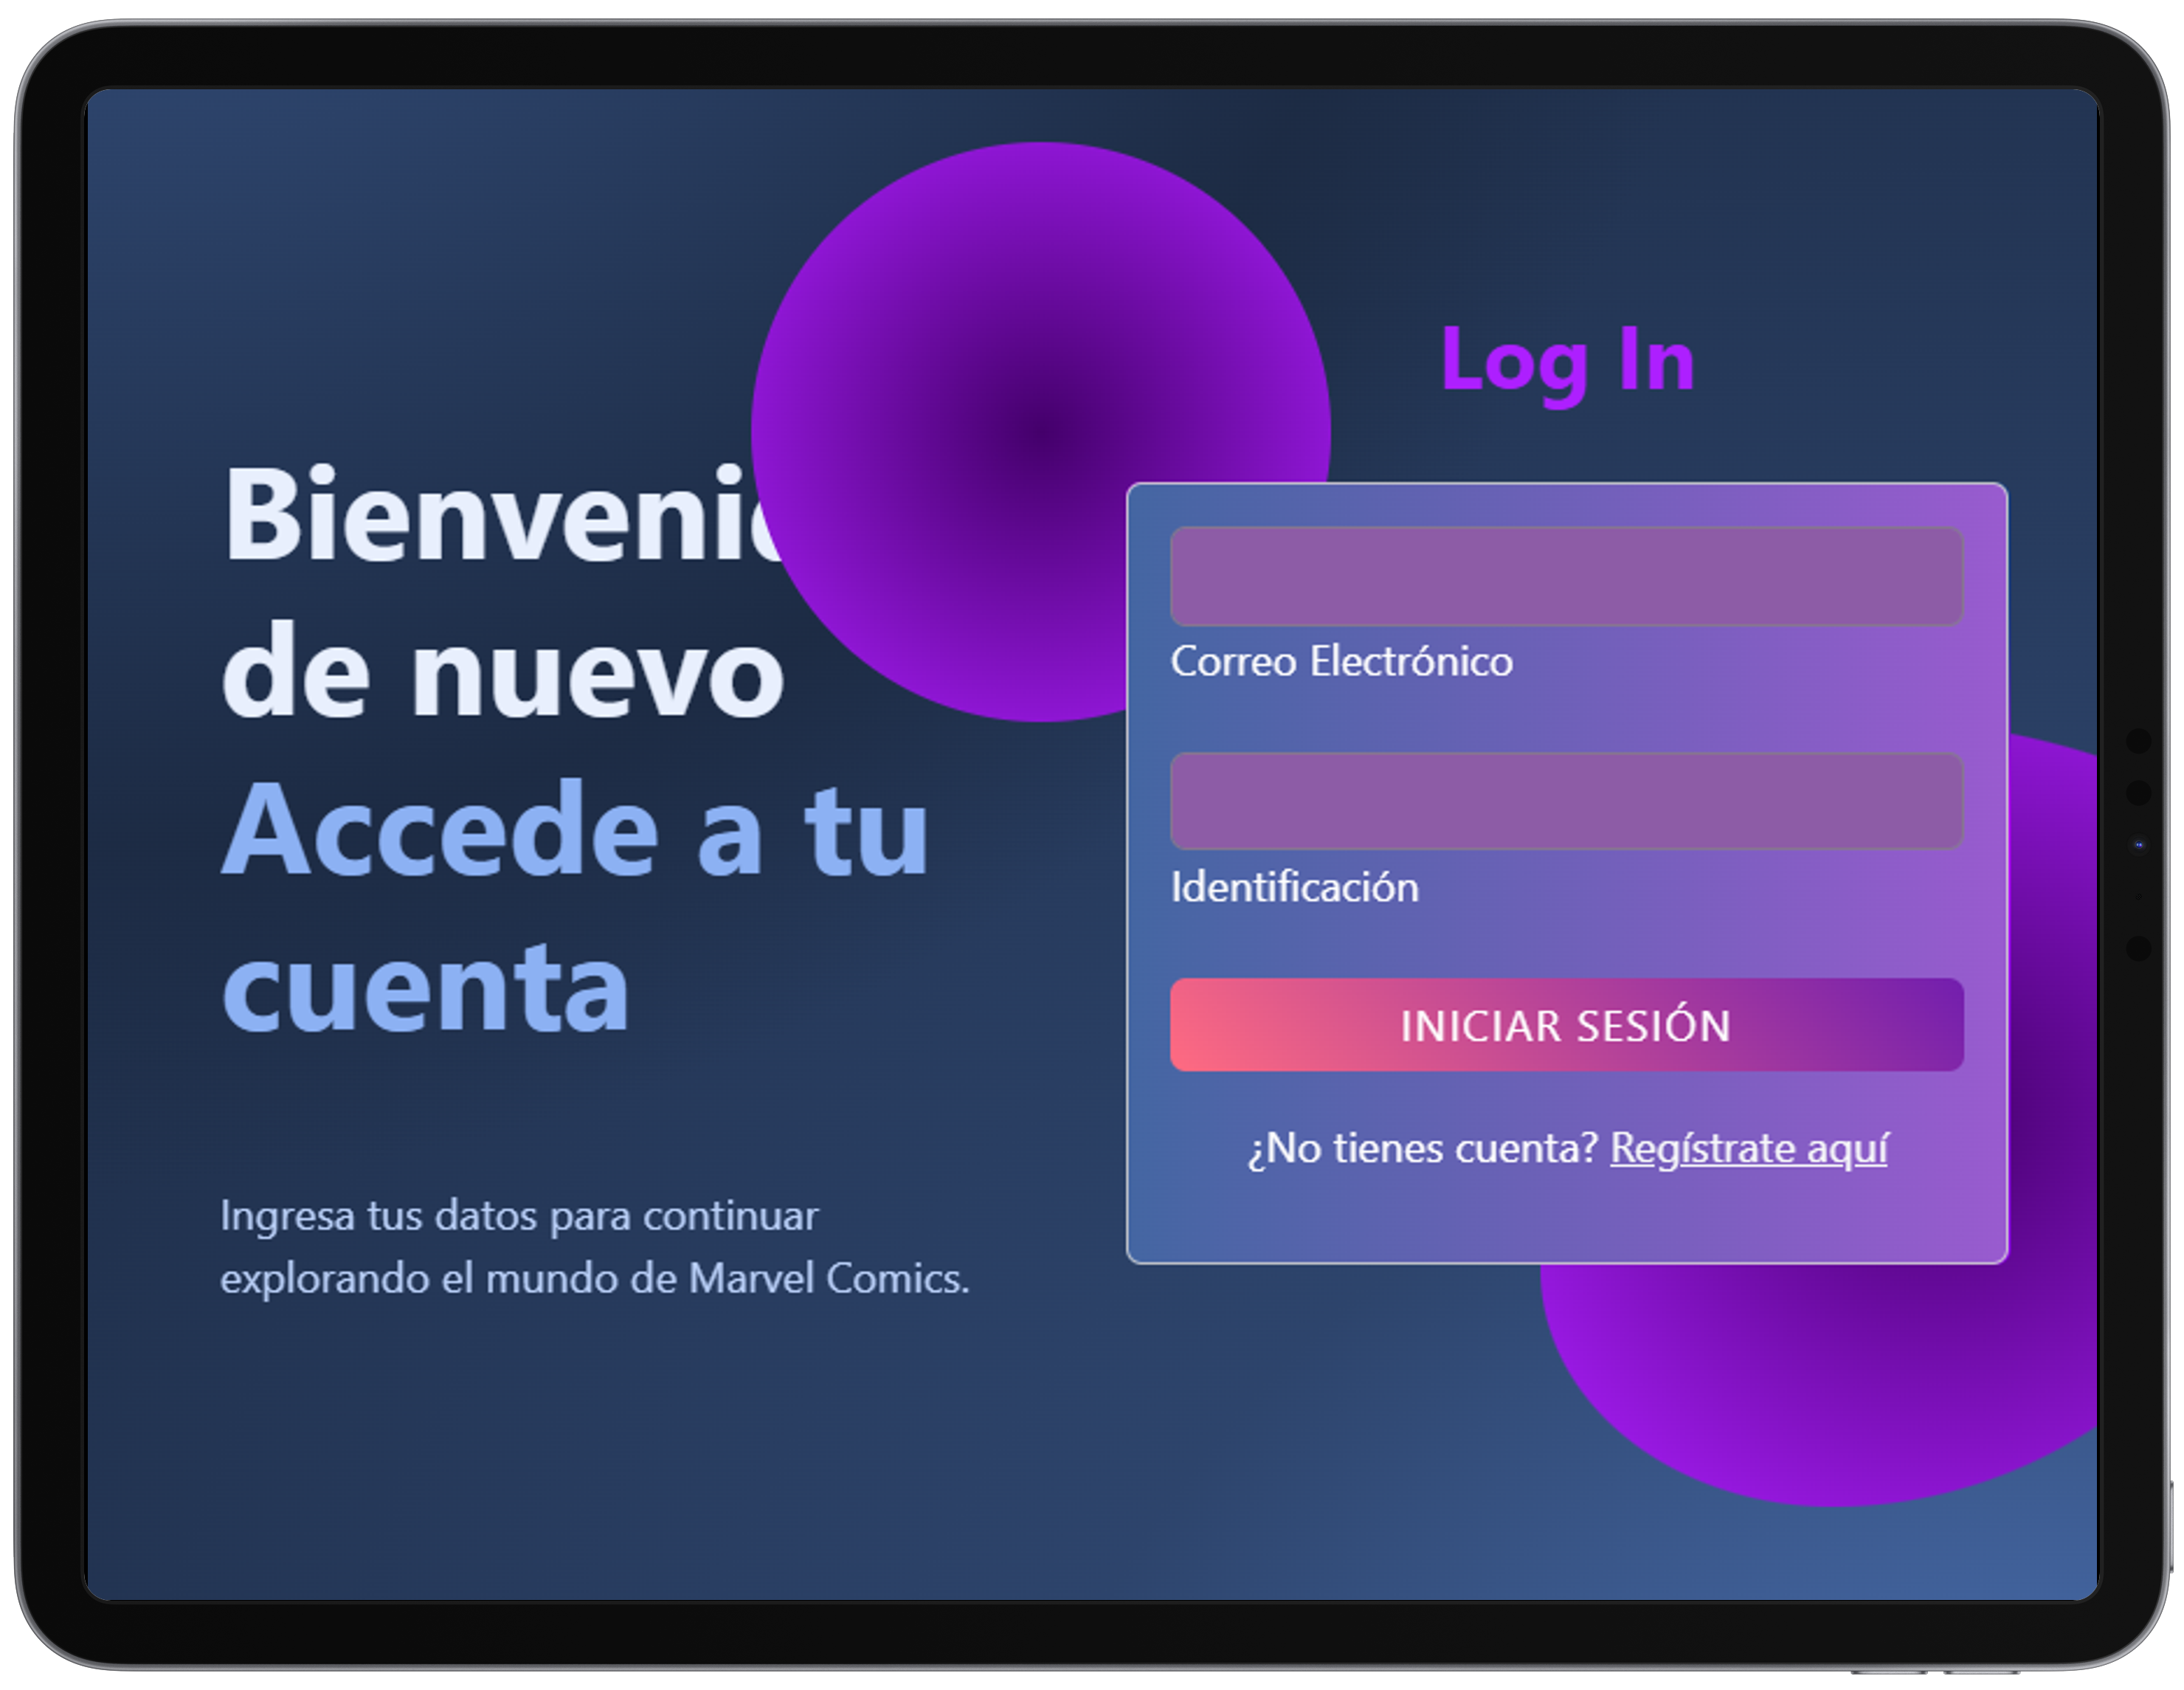 Bienveni
de nuevo
Accede a tu
cuenta
Ingresa tus datos para continuar
explorando el mundo de Marvel Comics.
Log In
Correo Electrónico
Identificación
INICIAR SESIÓN
¿No tienes cuenta? Regístrate aquí